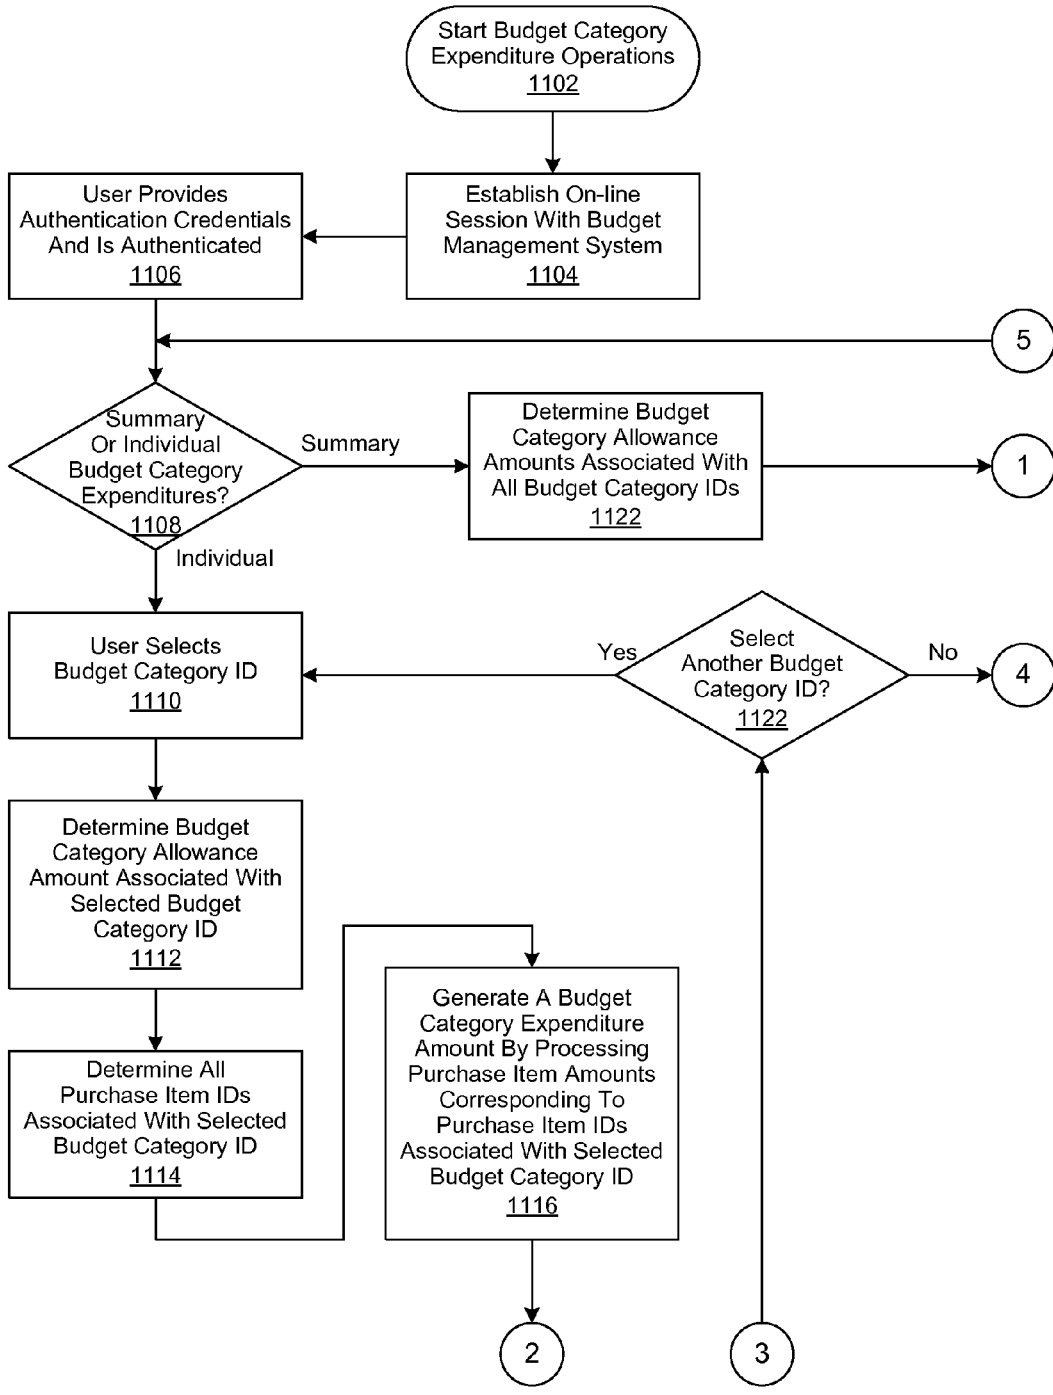 Start Budget Category
Expenditure Operations
1102
Establish On-line
Session With Budget
Management System
1104
User Provides
Authentication Credentials
And Is Authenticated
1106
5
Summary
Or Individual
Budget Category
Expenditures?
1108
Summary
Determine Budget
Category Allowance
Amounts Associated With
All Budget Category IDs
1122
1
Individual
User Selects
Budget Category ID
1110
Yes
Select
Another Budget
Category ID?
1122
No
4
Determine Budget
Category Allowance
Amount Associated With
Selected Budget
Category ID
1112
Determine All
Purchase Item IDs
Associated With Selected
Budget Category ID
1114
Generate A Budget
Category Expenditure
Amount By Processing
Purchase Item Amounts
Corresponding To
Purchase Item IDs
Associated With Selected
Budget Category ID
1116
2
3